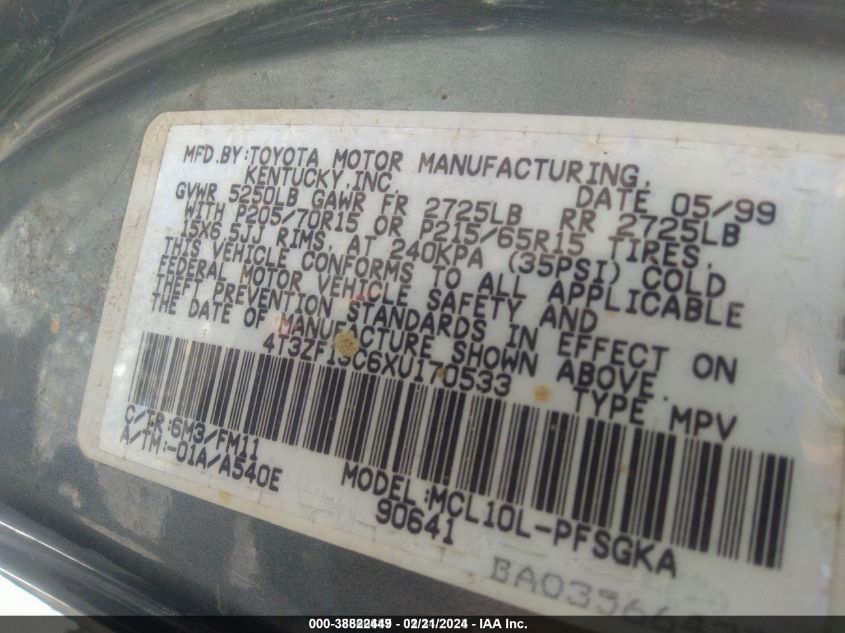 MFD.BY:TOYOTA MOTOR MANUFACTURING,
KENTUCKY,INC. DATE 05/99
GVWR 5250LB GAWR FR 2725LB RR 2725LB
WITH P205/70R15 OR P215/65R15 TIRES,
15X6.5JJ RIMS, AT 240KPA (35PSI) COLD
THIS VEHICLE CONFORMS TO ALL APPLICABLE
FEDERAL MOTOR VEHICLE SAFETY AND
THEFT PREVENTION STANDARDS IN EFFECT ON
THE DATE OF MANUFACTURE SHOWN ABOVE.
4T3ZF13C6XU170533 TYPE MPV
C/TR:6M3/FM11
A/TM:-01A/A540E MODEL:MCL10L-PFSGKA
90641
000-38622449 - 02/21/2024 - IAA Inc.